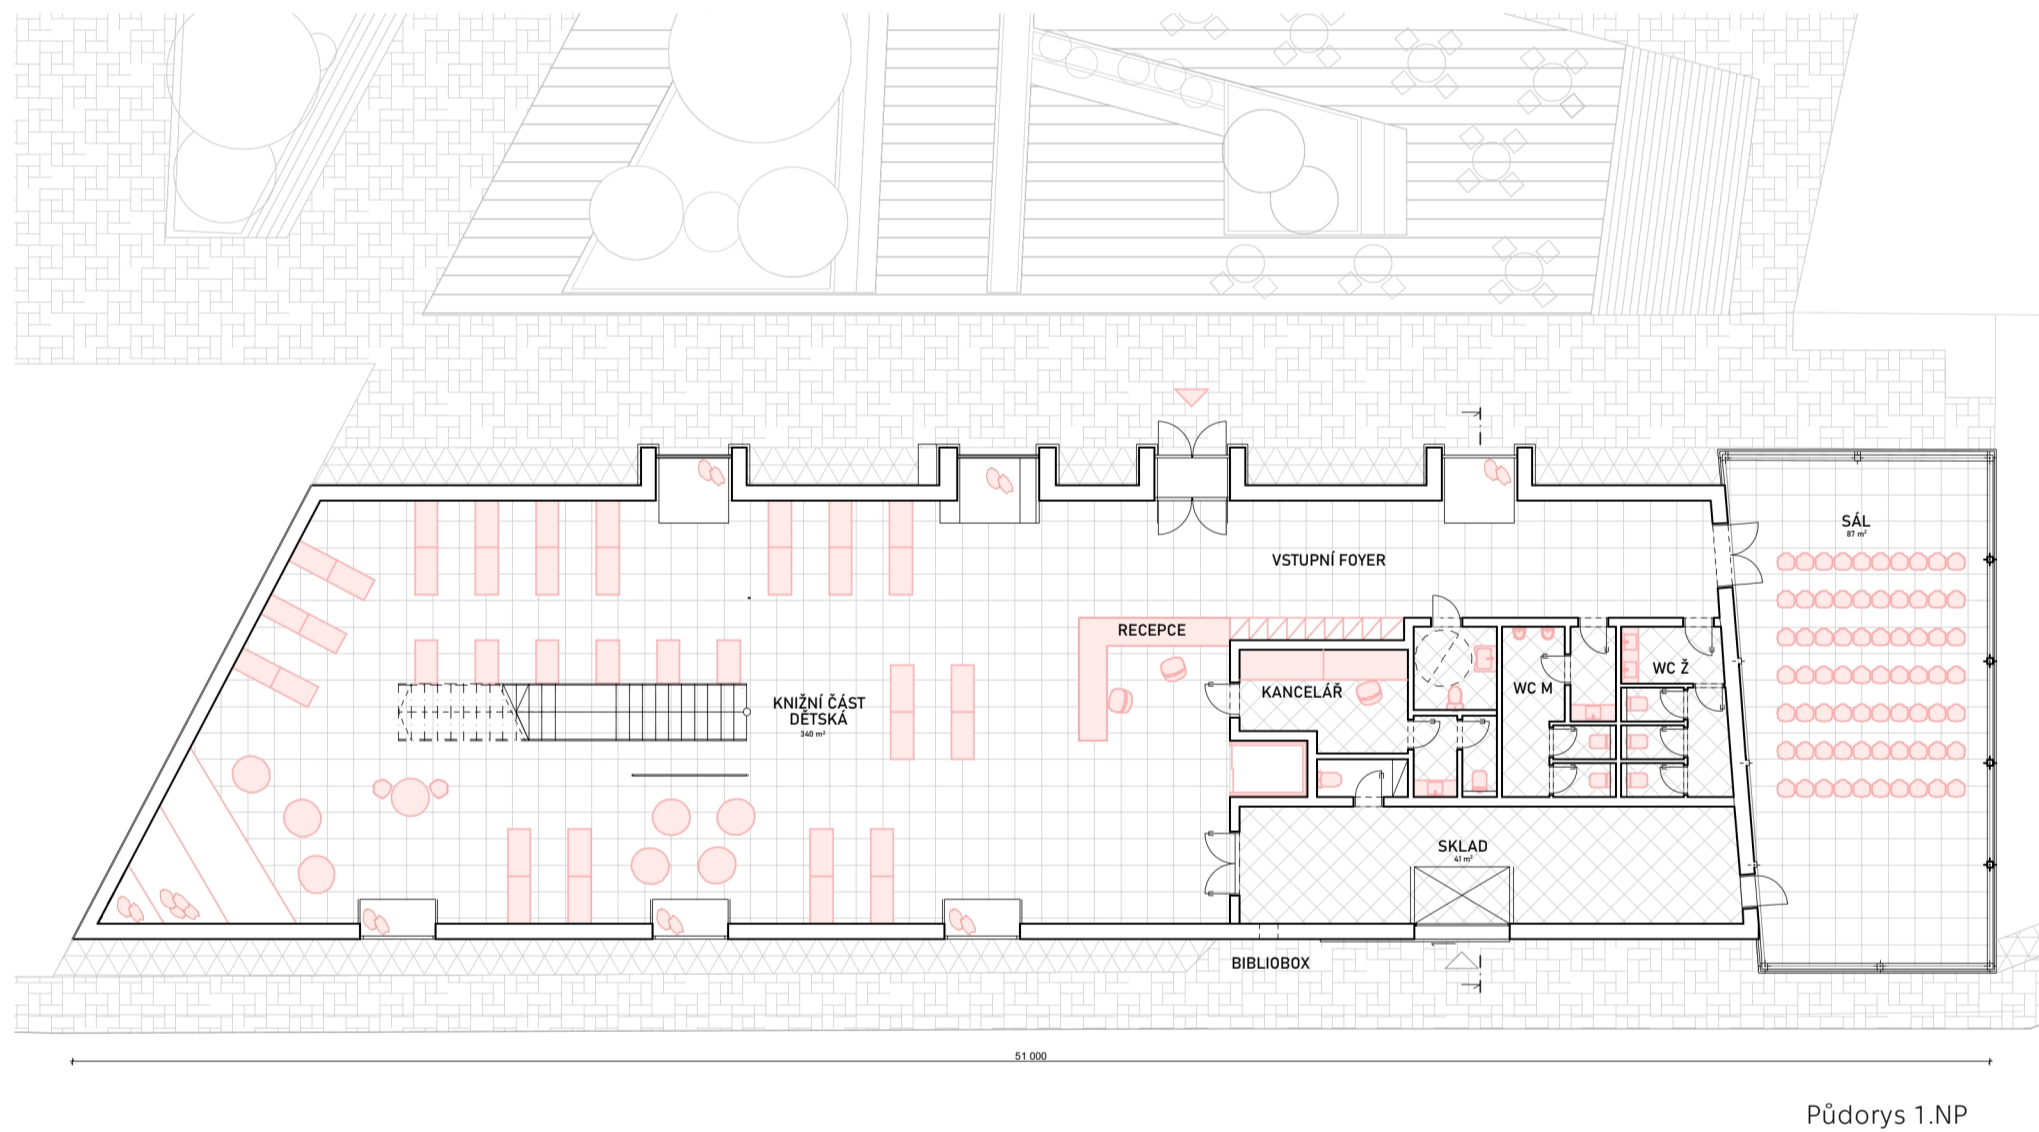 SÁL
87 m²
VSTUPNÍ FOYER
RECEPCE
WC Ž
WC M
KANCELÁŘ
KNIŽNÍ ČÁST
DĚTSKÁ
340 m²
SKLAD
41 m²
BIBLIOBOX
51 000
Půdorys 1.NP